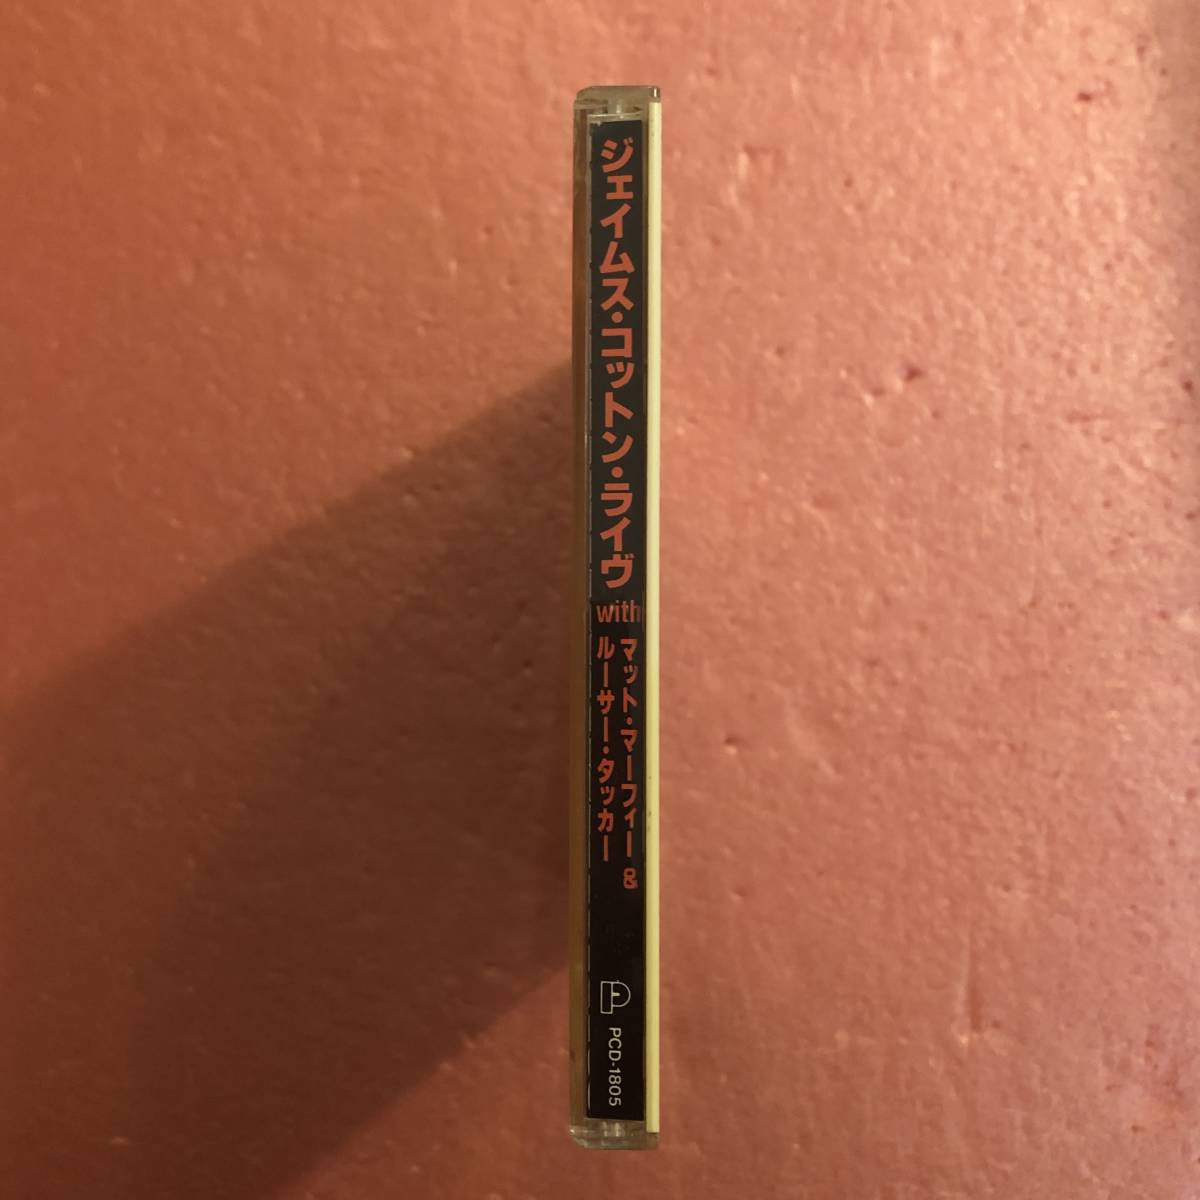 ジェイムス・コットン・ライヴ
with
マット・マーフィー &
ルーサー・タッカー
P
PCD-1805